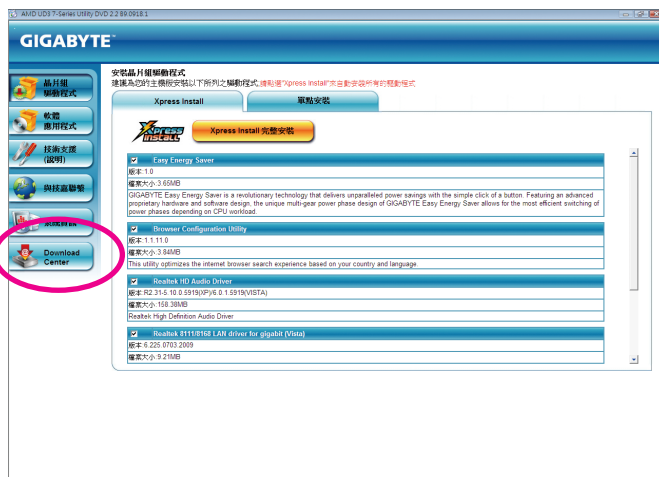 AMD UD3 7-Series Utility DVD 2.2 B9.0918.1
GIGABYTE™
晶片組
驅動程式
軟體
應用程式
技術支援
(說明)
與技嘉聯繫
系統資訊
Download
Center
安裝晶片組驅動程式
建議為您的主機板安裝以下所列之驅動程式,請點選"Xpress Install"來自動安裝所有的驅動程式
Xpress Install
單點安裝
Xpress
INSTALL
Xpress Install 完整安裝
Easy Energy Saver
版本:1.0
檔案大小:3.65MB
GIGABYTE Easy Energy Saver is a revolutionary technology that delivers unparalleled power savings with the simple click of a button. Featuring an advanced
proprietary hardware and software design, the unique multi-gear power phase design of GIGABYTE Easy Energy Saver allows for the most efficient switching of
power phases depending on CPU workload.
Browser Configuration Utility
版本:1.1.11.0
檔案大小:3.84MB
This utility optimizes the internet browser search experience based on your country and language.
Realtek HD Audio Driver
版本:R2.31-5.10.0.5919(XP)/6.0.1.5919(VISTA)
檔案大小:158.38MB
Realtek High Definition Audio Driver
Realtek 8111/8168 LAN driver for gigabit (Vista)
版本:6.225.0703.2009
檔案大小:9.21MB